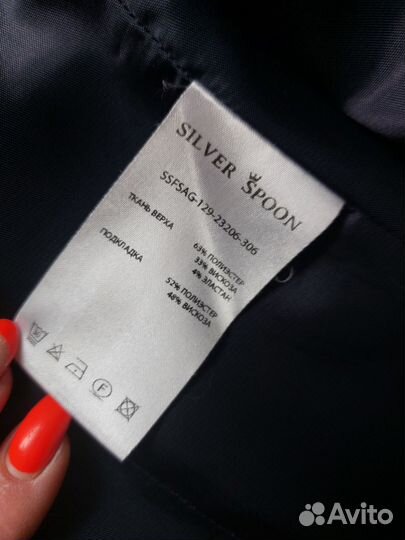 SILVER SPOON
SSFSAG-129-23206-306
ТКАНЬ ВЕРХА
63% ПОЛИЭСТЕР
33% ВИСКОЗА
4% ЭЛАСТАН
ПОДКЛАДКА
52% ПОЛИЭСТЕР
48% ВИСКОЗА
F
Avito